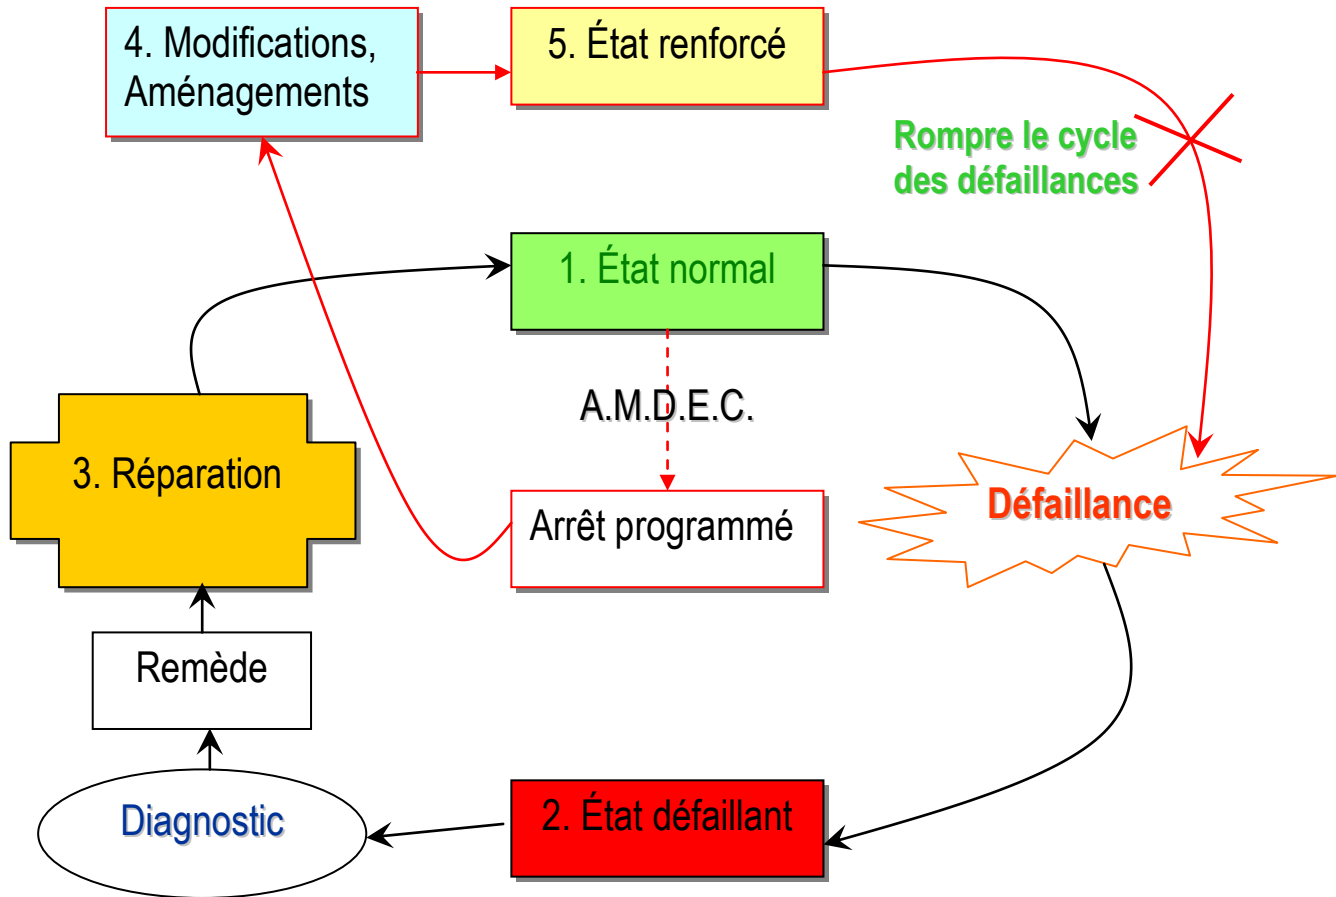 4. Modifications,
Aménagements
5. État renforcé
Rompre le cycle
des défaillances
1. État normal
A.M.D.E.C.
3. Réparation
Arrêt programmé
Défaillance
Remède
Diagnostic
2. État défaillant